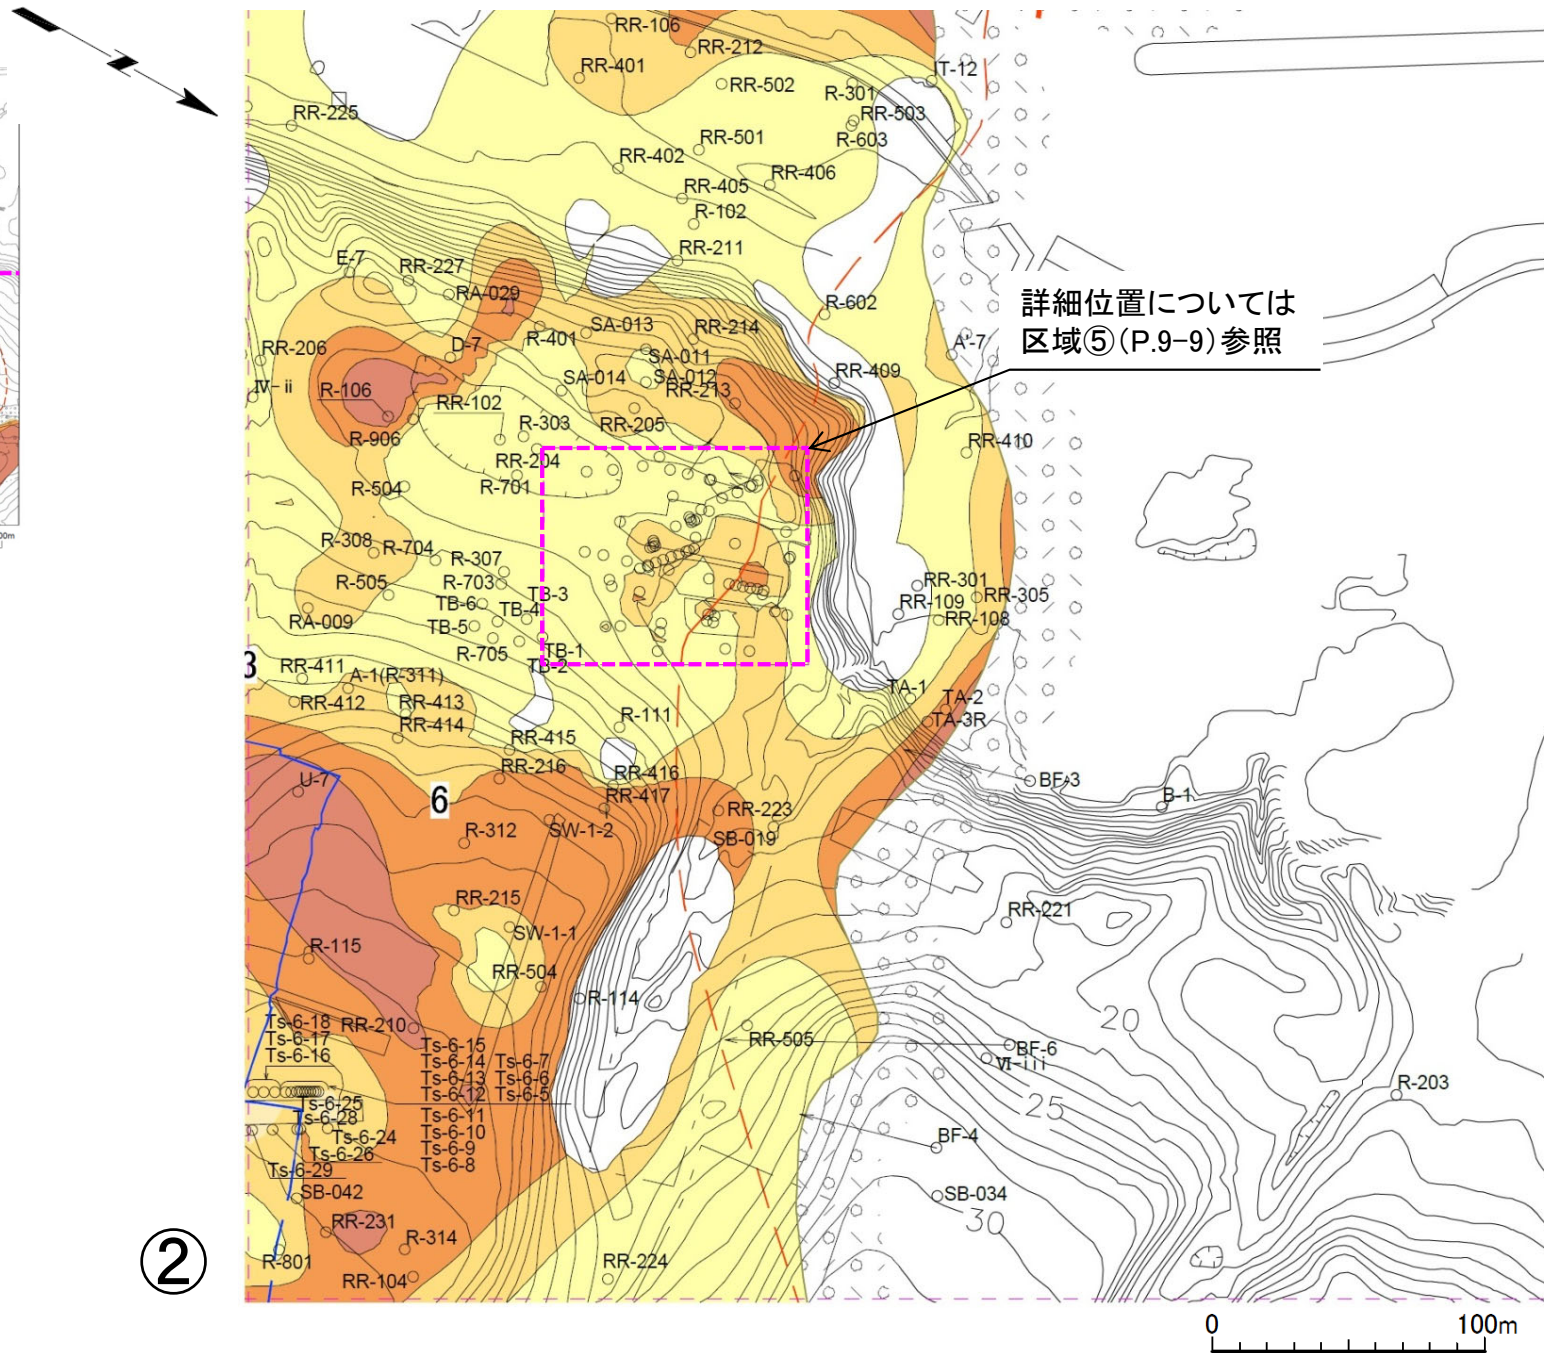 RR-106
RR-212
RR-401
RR-502
IT-12
R-301
RR-503
R-603
RR-225
RR-501
RR-402
RR-406
RR-405
R-102
RR-211
E-7
RR-227
RA-029
R-602
詳細位置については
区域⑤(P.9-9)参照
SA-013
RR-214
R-401
A'-7
RR-206
D-7
SA-011
SA-012
SA-014
RR-213
RR-409
Ⅳ-ii
R-106
RR-102
R-303
RR-205
R-906
RR-410
RR-204
R-504
R-701
R-308
R-704
R-307
R-505
R-703
TB-3
TB-6
TB-4
RR-301
RR-305
RR-109
RR-108
RA-009
TB-5
R-705
TB-1
TB-2
3
RR-411
A-1(R-311)
RR-412
RR-413
RR-414
TA-1
TA-2
TA-3R
R-111
RR-415
RR-216
RR-416
U-7
6
RR-417
RR-223
BF-3
B-1
R-312
SW-1-2
SB-019
RR-215
RR-221
SW-1-1
R-115
RR-504
R-114
Ts-6-18
Ts-6-17
Ts-6-16
RR-210
RR-505
20
BF-6
Ⅵ-iii
Ts-6-15
Ts-6-14
Ts-6-13
Ts-6-12
Ts-6-11
Ts-6-10
Ts-6-9
Ts-6-8
Ts-6-7
Ts-6-6
Ts-6-5
R-203
25
Ts-6-25
Ts-6-28
Ts-6-24
Ts-6-26
Ts-6-29
BF-4
SB-042
SB-034
30
RR-231
R-314
R-801
RR-104
RR-224
②
0 100m